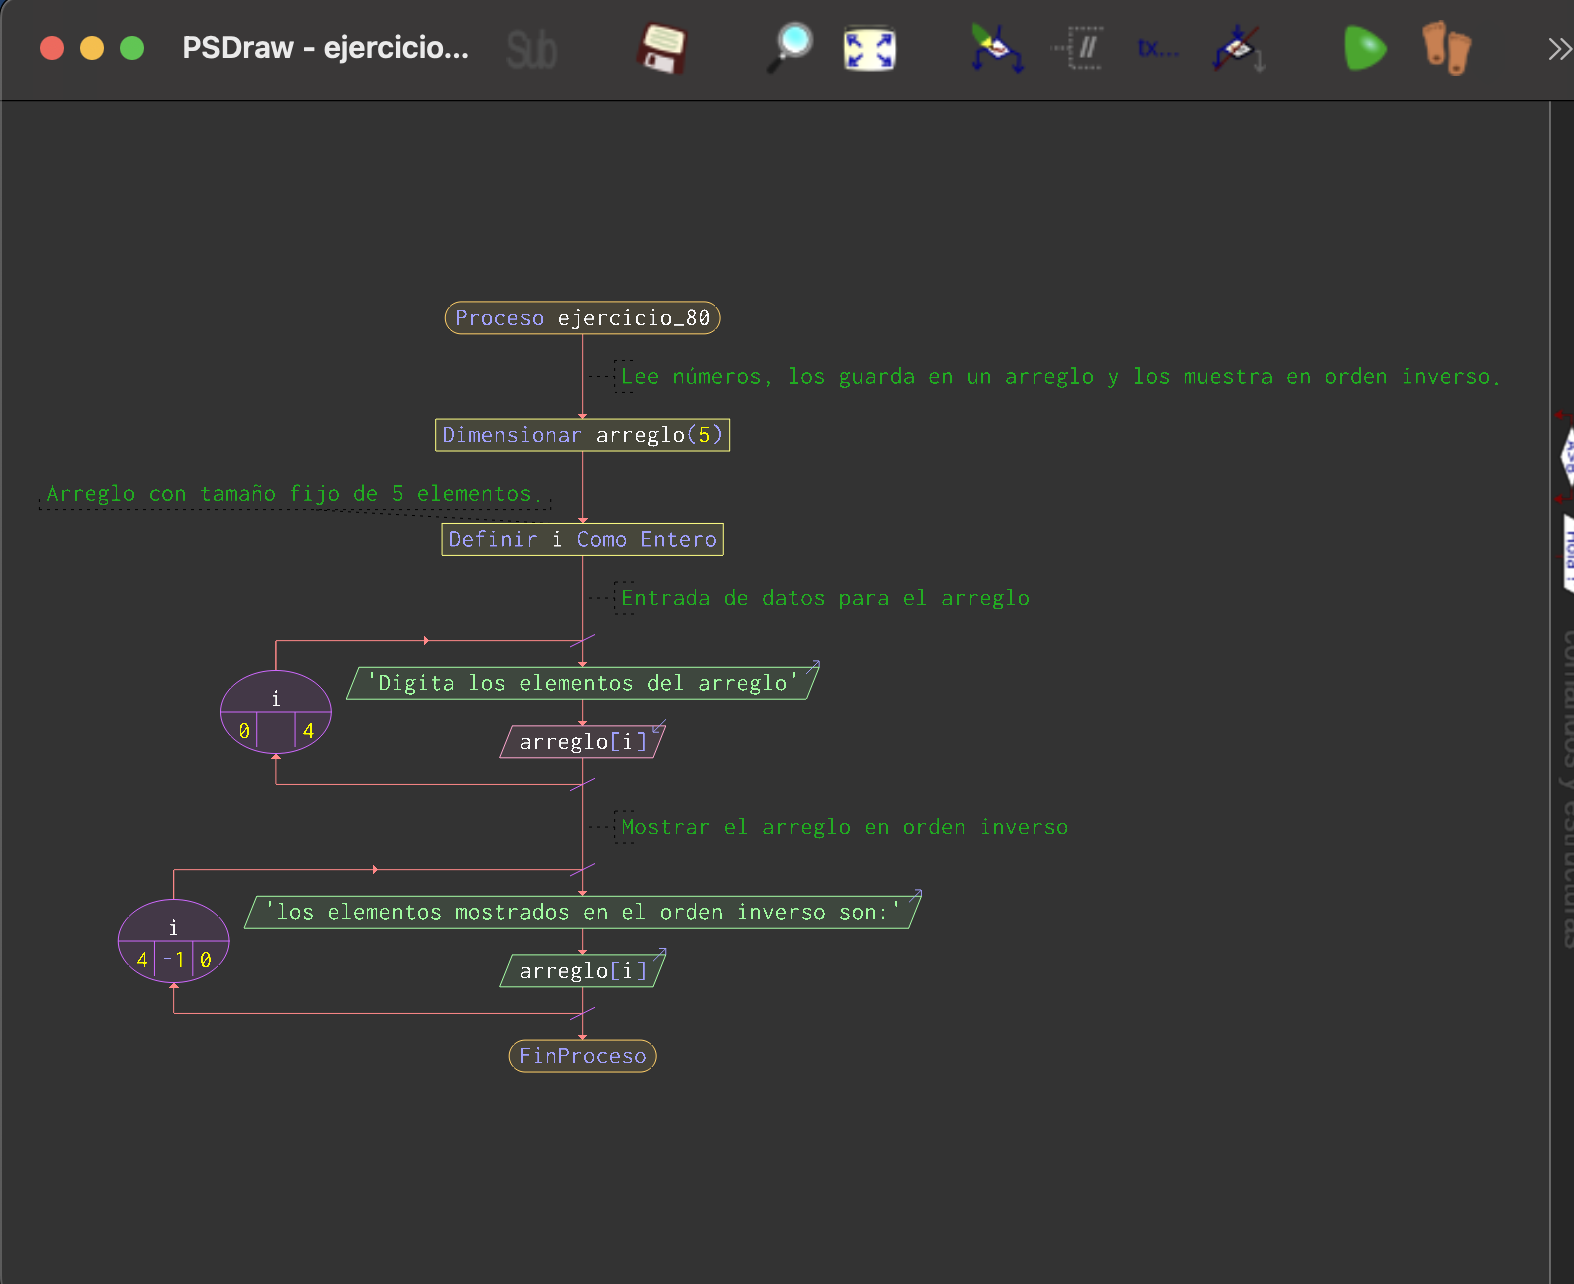 PSDraw - ejercicio...
Sub
//
tx...
Proceso ejercicio_80
Lee números, los guarda en un arreglo y los muestra en orden inverso.
Dimensionar arreglo(5)
Arreglo con tamaño fijo de 5 elementos.
Definir i Como Entero
Entrada de datos para el arreglo
'Digita los elementos del arreglo'
i
0 4
arreglo[i]
Mostrar el arreglo en orden inverso
'los elementos mostrados en el orden inverso son:'
i
4 -1 0
arreglo[i]
FinProceso
comandos y estructuras